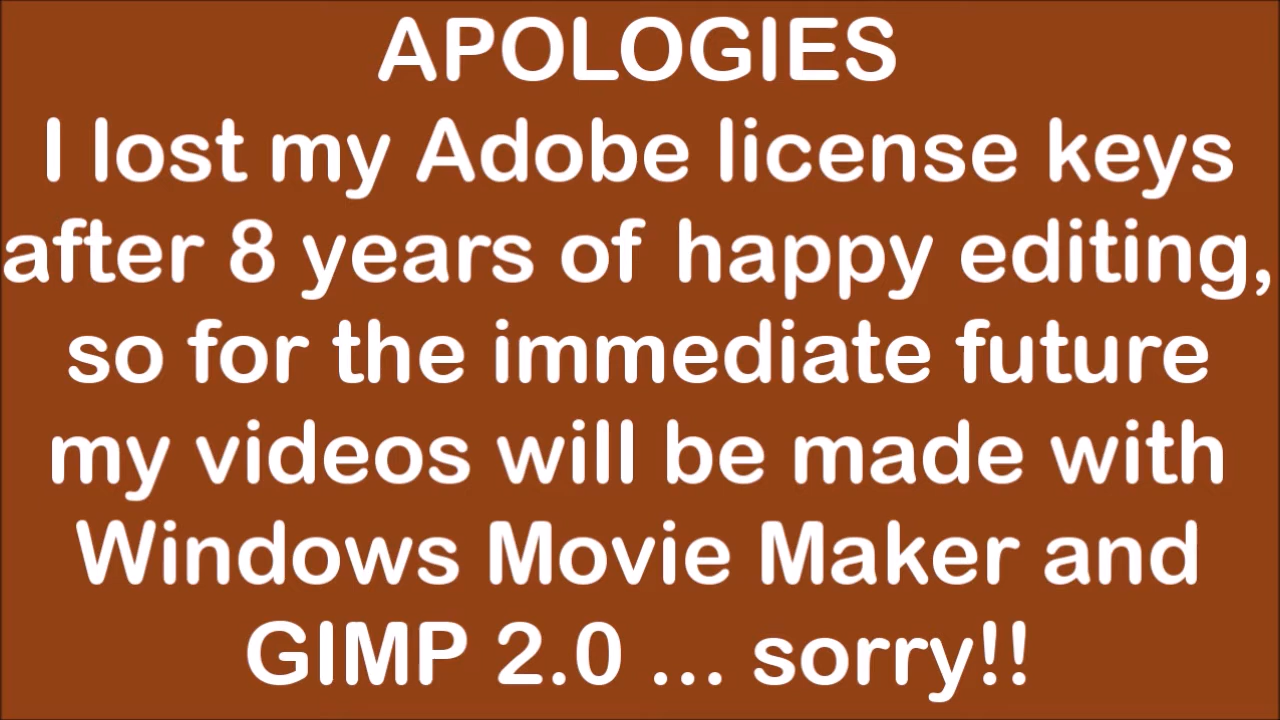 APOLOGIES
I lost my Adobe license keys
after 8 years of happy editing,
so for the immediate future
my videos will be made with
Windows Movie Maker and
GIMP 2.0 ... sorry!!